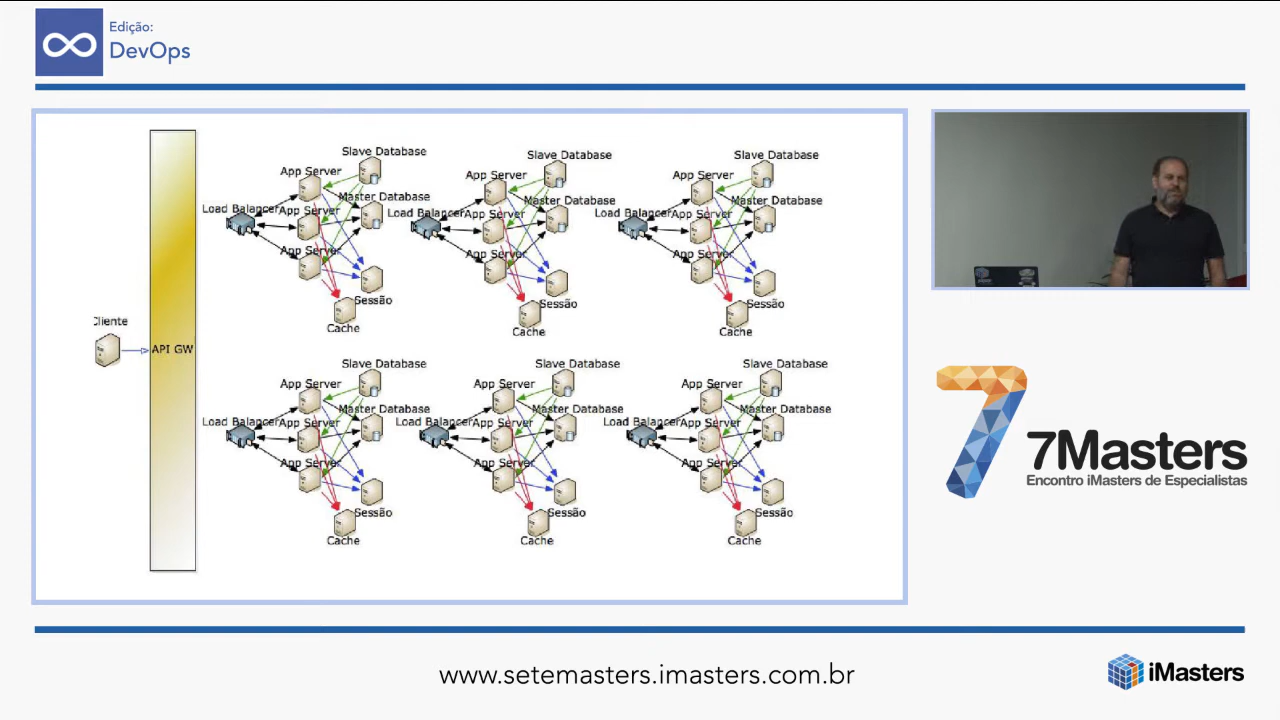 Edição:
DevOps
Slave Database
App Server
Master Database
Load Balancer
App Server
App Server
Sessão
Cache
Slave Database
App Server
Master Database
Load Balancer
App Server
App Server
Sessão
Cache
Slave Database
App Server
Master Database
Load Balancer
App Server
App Server
Sessão
Cache
Cliente
API GW
Slave Database
App Server
Master Database
Load Balancer
App Server
App Server
Sessão
Cache
Slave Database
App Server
Master Database
Load Balancer
App Server
App Server
Sessão
Cache
Slave Database
App Server
Master Database
Load Balancer
App Server
App Server
Sessão
Cache
7Masters
Encontro iMasters de Especialistas
www.setemasters.imasters.com.br
iMasters